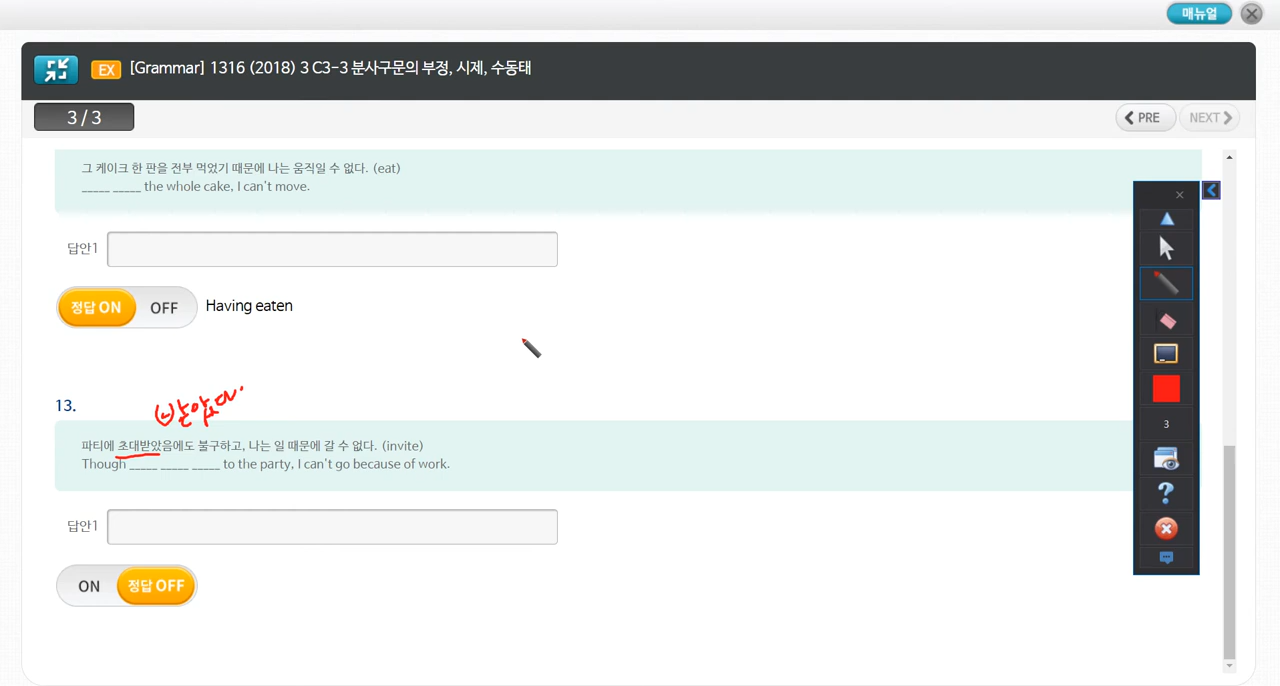 매뉴얼
EX [Grammar] 1316 (2018) 3 C3-3 분사구문의 부정, 시제, 수동태
3 / 3
PRE
NEXT
그 케이크 한 판을 전부 먹었기 때문에 나는 움직일 수 없다. (eat)
_____ _____ the whole cake, I can't move.
답안1
정답 ON OFF Having eaten
13.
받았다
파티에 초대받았음에도 불구하고, 나는 일 때문에 갈 수 없다. (invite)
Though _____ _____ _____ to the party, I can't go because of work.
3
답안1
ON 정답 OFF